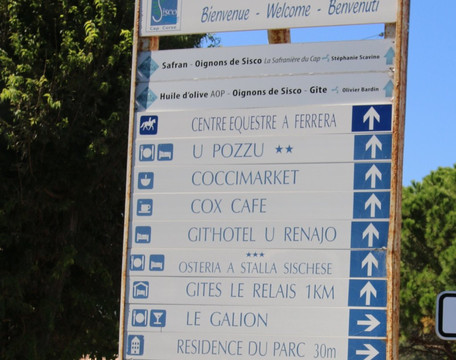 Sisco
Bienvenue - Welcome - Benvenuti
Safran - Oignons de Sisco La Safranière du Cap Stéphanie Scasino
Huile d'olive AOP - Oignons de Sisco - Gite Olivier Bardin
CENTRE EQUESTRE A FERRERA
U POZZU ★★
COCCIMARKET
COX CAFE
GIT'HOTEL U RENAJO
★★★
OSTERIA A STALLA SISCHESE
GITES LE RELAIS 1KM
LE GALION
RESIDENCE DU PARC 30m